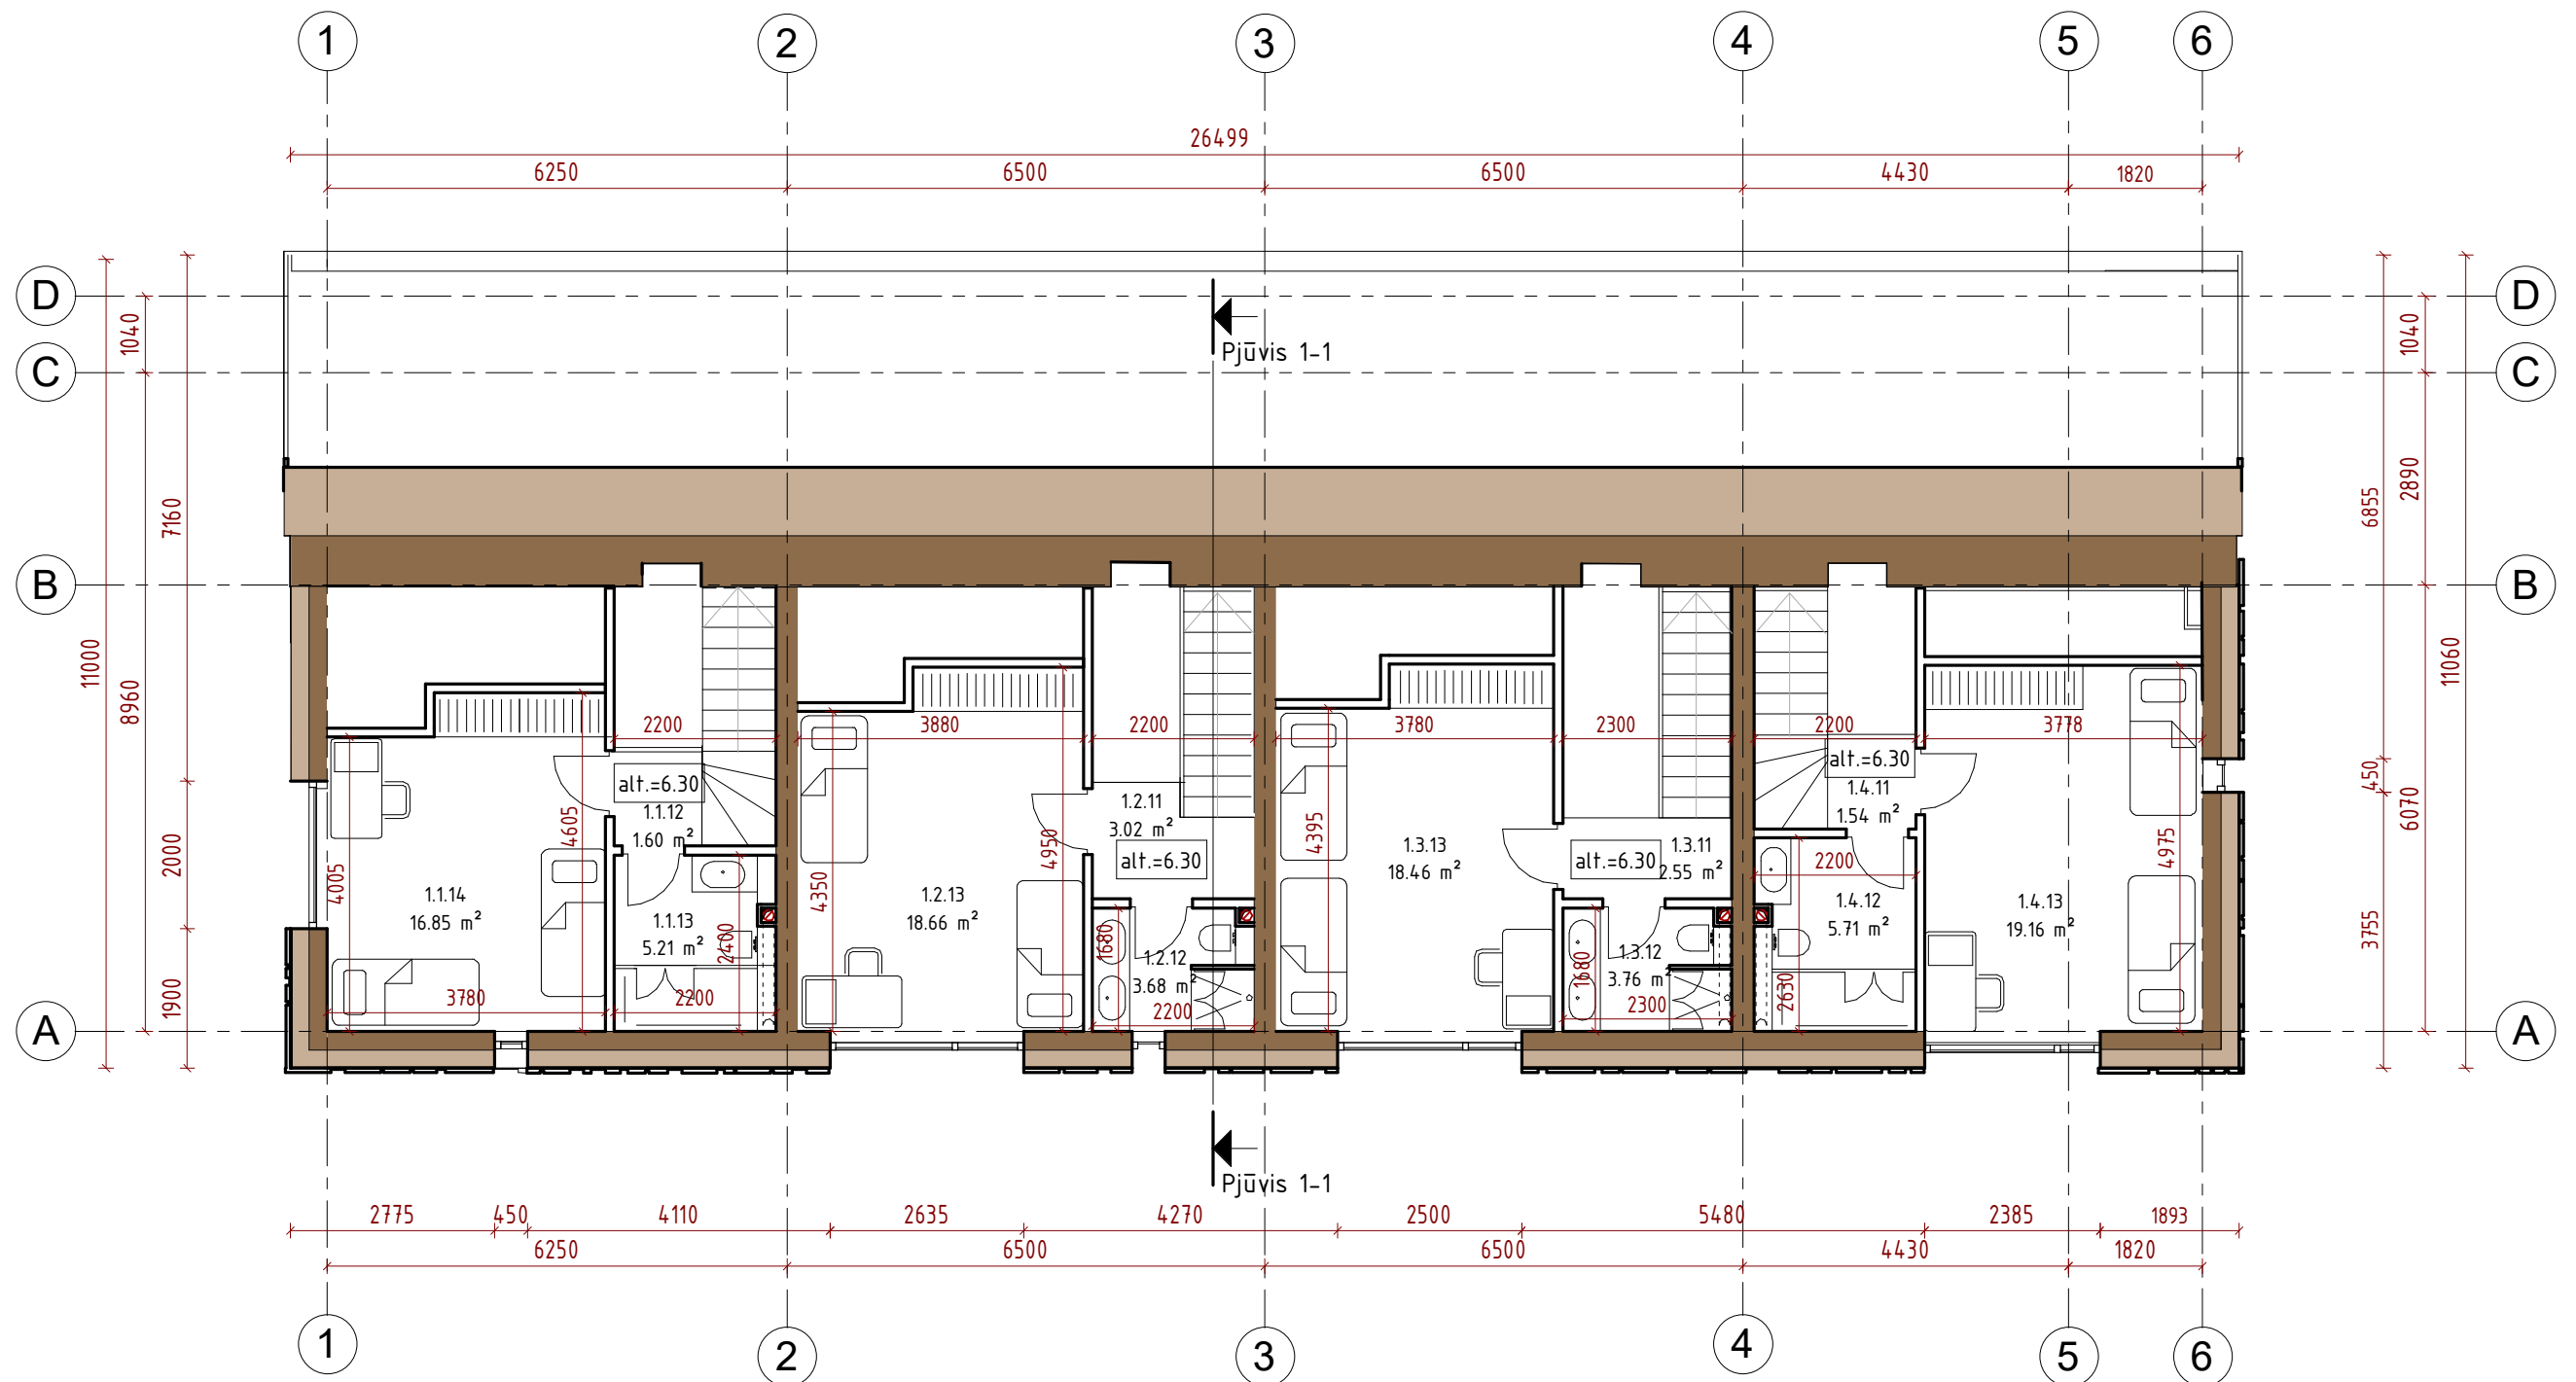 1 2 3 4 5 6
26499
6250 6500 6500 4430 1820
D D
C C
B B
A A
1040
7160
11000
8960
2000
1900
1040
2890
6855
11060
450
6070
3755
Pjūvis 1-1
2200 3880 2200 3780 2300 2200 3778
alt.=6.30
1.1.12
1.60 m²
4605
4005
1.1.14
16.85 m²
1.1.13
5.21 m²
2400
3780 2200
4350
4950
1.2.11
3.02 m²
alt.=6.30
1.2.13
18.66 m²
1680
1.2.12
3.68 m²
2200
4395
1.3.13
18.46 m²
alt.=6.30
1.3.11
2.55 m²
1680
1.3.12
3.76 m²
2300
alt.=6.30
1.4.11
1.54 m²
2200
1.4.12
5.71 m²
2630
4975
1.4.13
19.16 m²
Pjūvis 1-1
2775 450 4110 2635 4270 2500 5480 2385 1893
6250 6500 6500 4430 1820
1 2 3 4 5 6